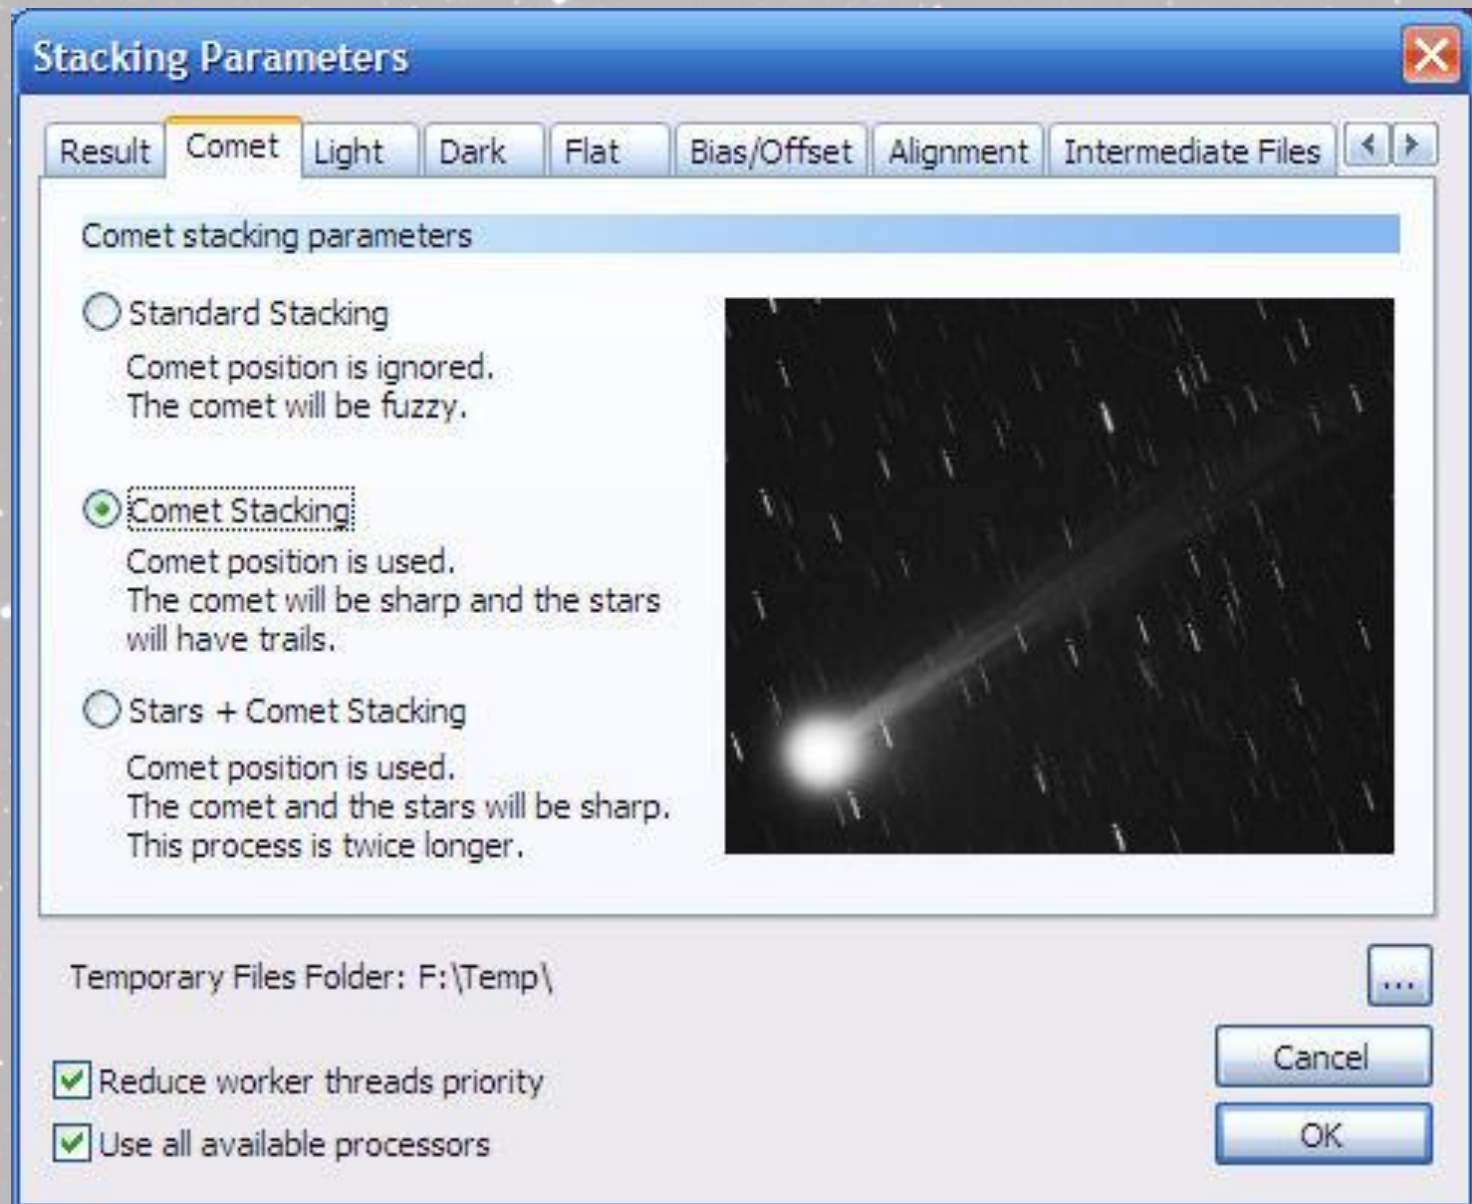 Stacking Parameters
Result Comet Light Dark Flat Bias/Offset Alignment Intermediate Files
Comet stacking parameters
Standard Stacking
Comet position is ignored.
The comet will be fuzzy.
Comet Stacking
Comet position is used.
The comet will be sharp and the stars
will have trails.
Stars + Comet Stacking
Comet position is used.
The comet and the stars will be sharp.
This process is twice longer.
Temporary Files Folder: F:\Temp\
...
Cancel
Reduce worker threads priority
OK
Use all available processors